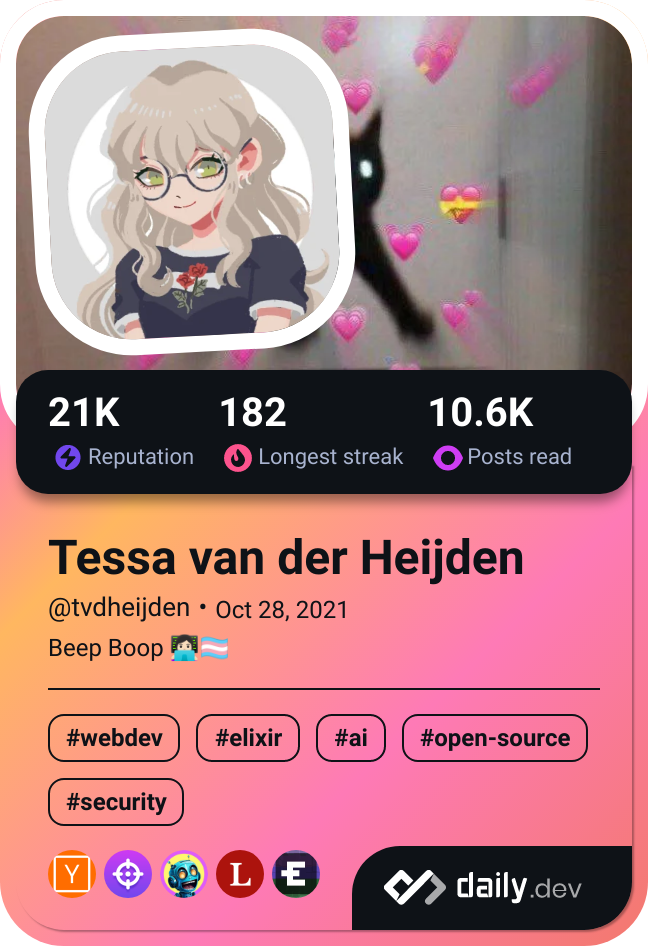 21K 182 10.6K
Reputation Longest streak Posts read
Tessa van der Heijden
@tvdheijden • Oct 28, 2021
Beep Boop 👩🏻‍💻🏳️‍⚧️
#webdev #elixir #ai #open-source
#security
Y L E
daily.dev